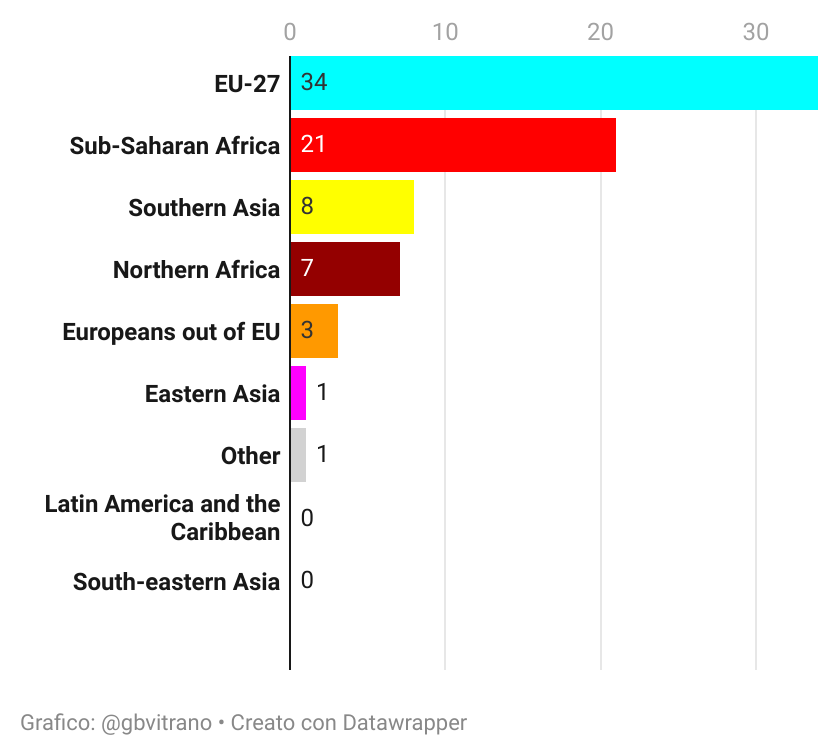 0 10 20 30
EU-27 34
Sub-Saharan Africa 21
Southern Asia 8
Northern Africa 7
Europeans out of EU 3
Eastern Asia 1
Other 1
Latin America and the
Caribbean 0
South-eastern Asia 0
Grafico: @gbvitrano • Creato con Datawrapper